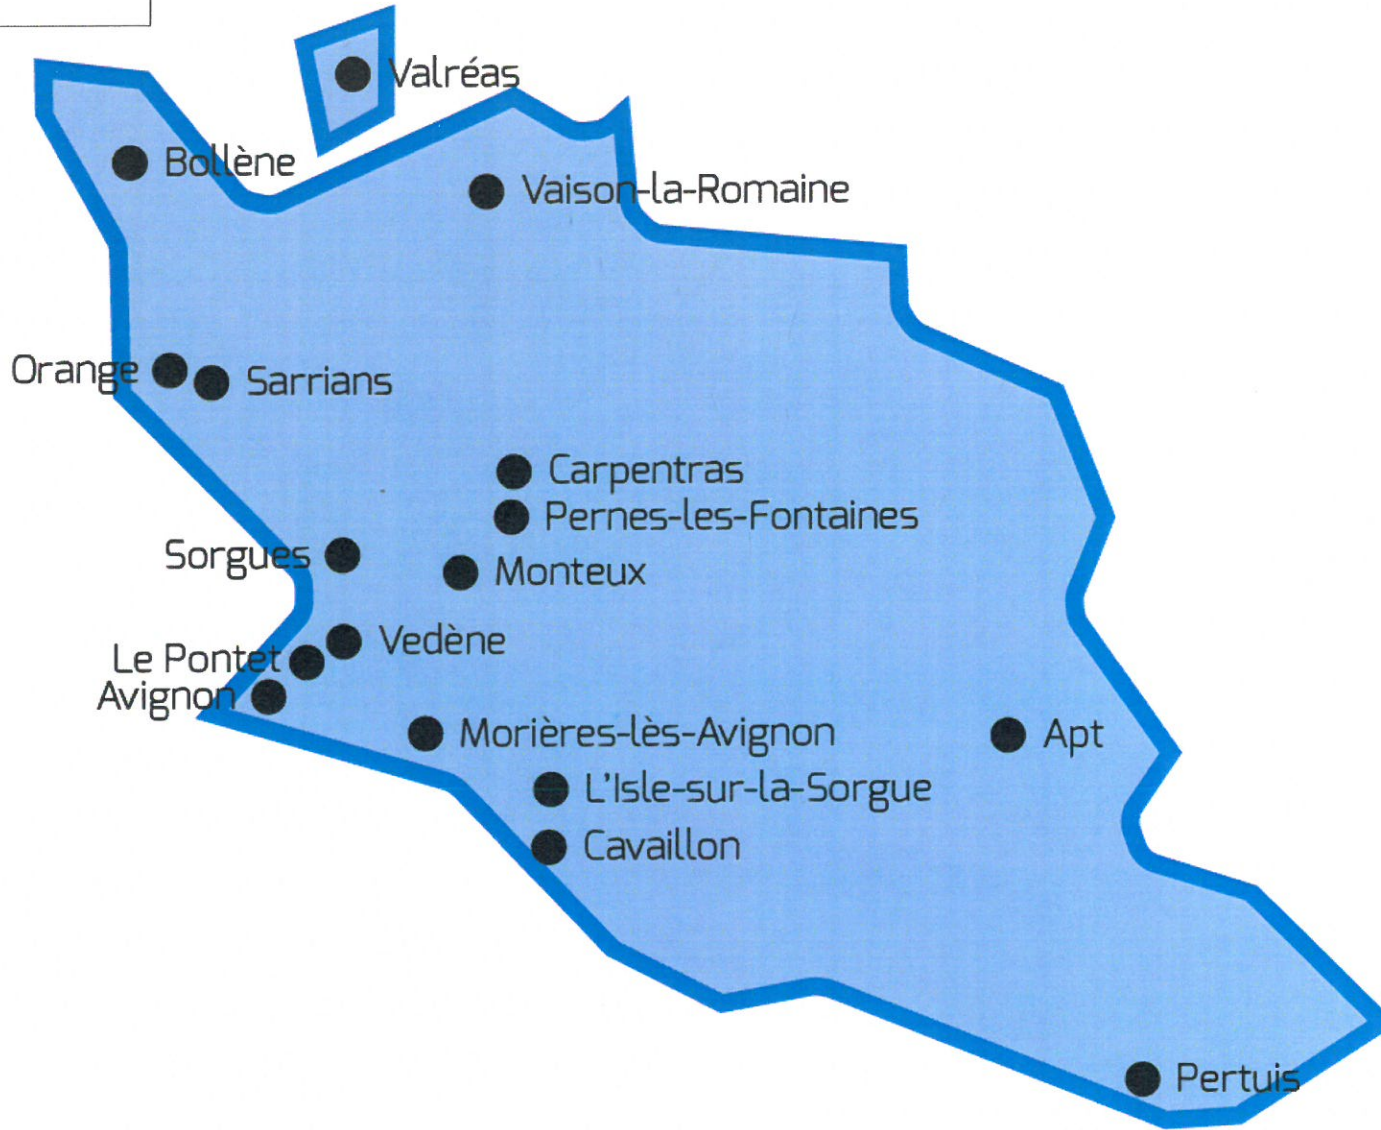 Valréas
Bollène
Vaison-la-Romaine
Orange
Sarrians
Carpentras
Pernes-les-Fontaines
Sorgues
Monteux
Vedène
Le Pontet
Avignon
Morières-lès-Avignon
Apt
L'Isle-sur-la-Sorgue
Cavaillon
Pertuis